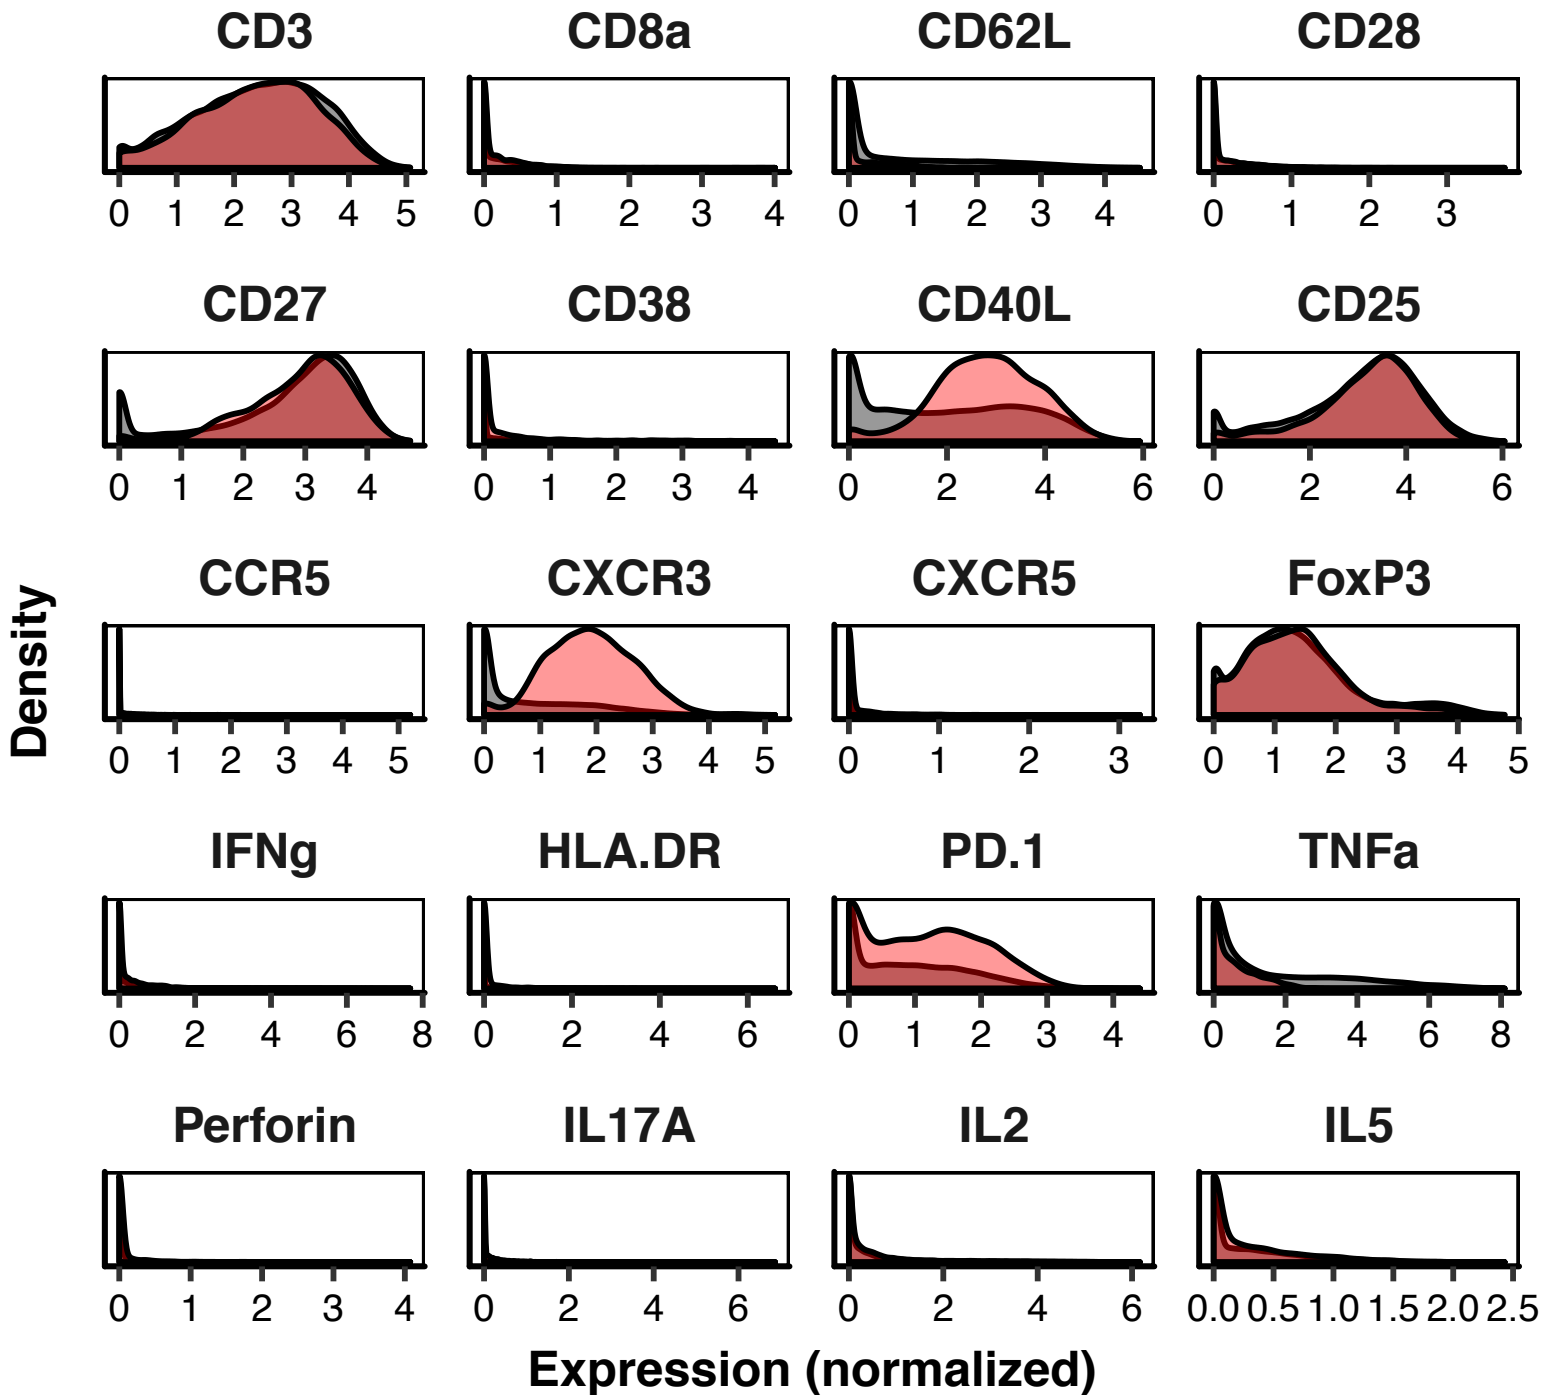 CD3 CD8a CD62L CD28
0 1 2 3 4 5 0 1 2 3 4 0 1 2 3 4 0 1 2 3
CD27 CD38 CD40L CD25
0 1 2 3 4 0 1 2 3 4 0 2 4 6 0 2 4 6
CCR5 CXCR3 CXCR5 FoxP3
0 1 2 3 4 5 0 1 2 3 4 5 0 1 2 3 0 1 2 3 4 5
Density
IFNg HLA.DR PD.1 TNFa
0 2 4 6 8 0 2 4 6 0 1 2 3 4 0 2 4 6 8
Perforin IL17A IL2 IL5
0 1 2 3 4 0 2 4 6 0 2 4 6 0.0 0.5 1.0 1.5 2.0 2.5
Expression (normalized)